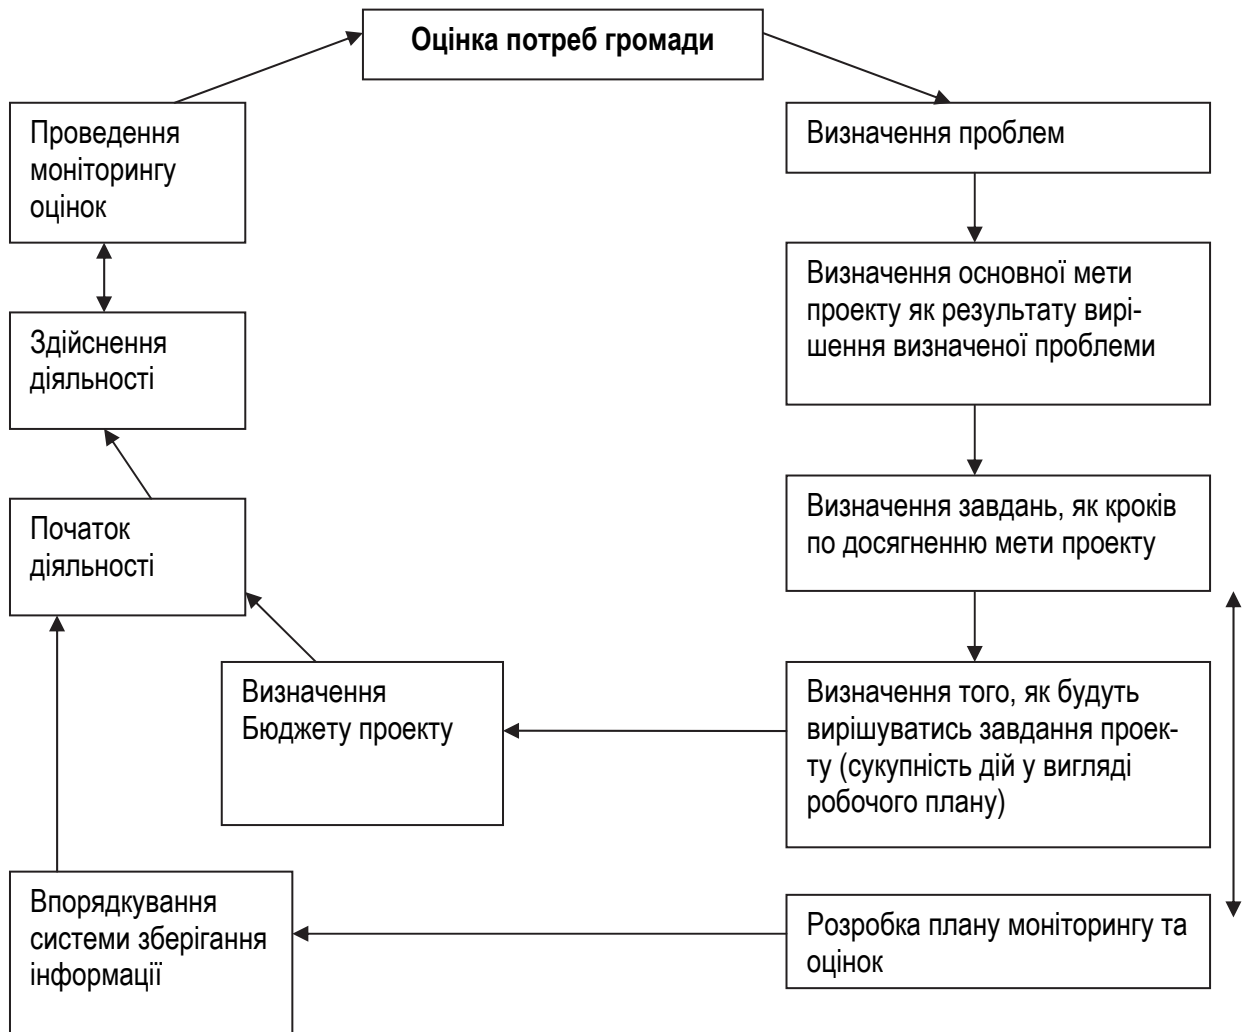 Оцінка потреб громади
Проведення
моніторингу
оцінок
Визначення проблем
Визначення основної мети
проекту як результату вирі-
шення визначеної проблеми
Здійснення
діяльності
Визначення завдань, як кроків
по досягненню мети проекту
Початок
діяльності
Визначення
Бюджету проекту
Визначення того, як будуть
вирішуватись завдання проек-
ту (сукупність дій у вигляді
робочого плану)
Впорядкування
системи зберігання
інформації
Розробка плану моніторингу та
оцінок